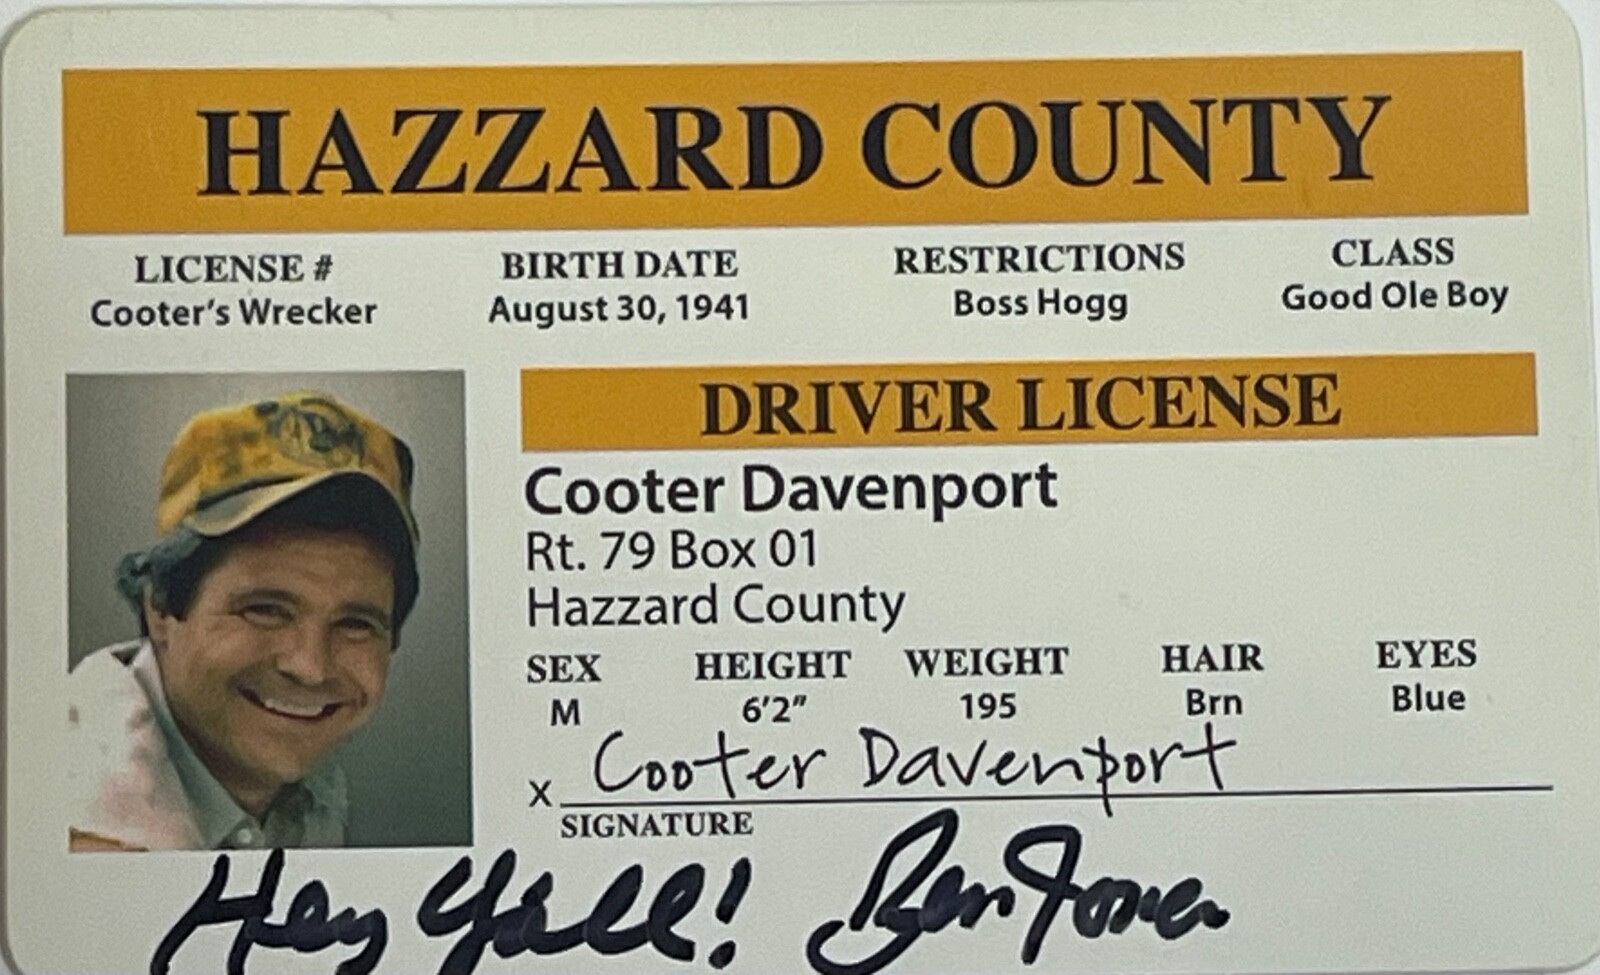 HAZZARD COUNTY
LICENSE # BIRTH DATE RESTRICTIONS CLASS
Cooter's Wrecker August 30, 1941 Boss Hogg Good Ole Boy
DRIVER LICENSE
Cooter Davenport
Rt. 79 Box 01
Hazzard County
SEX HEIGHT WEIGHT HAIR EYES
M 6'2" 195 Brn Blue
x Cooter Davenport
SIGNATURE
Hey Y'all! Ben Jones